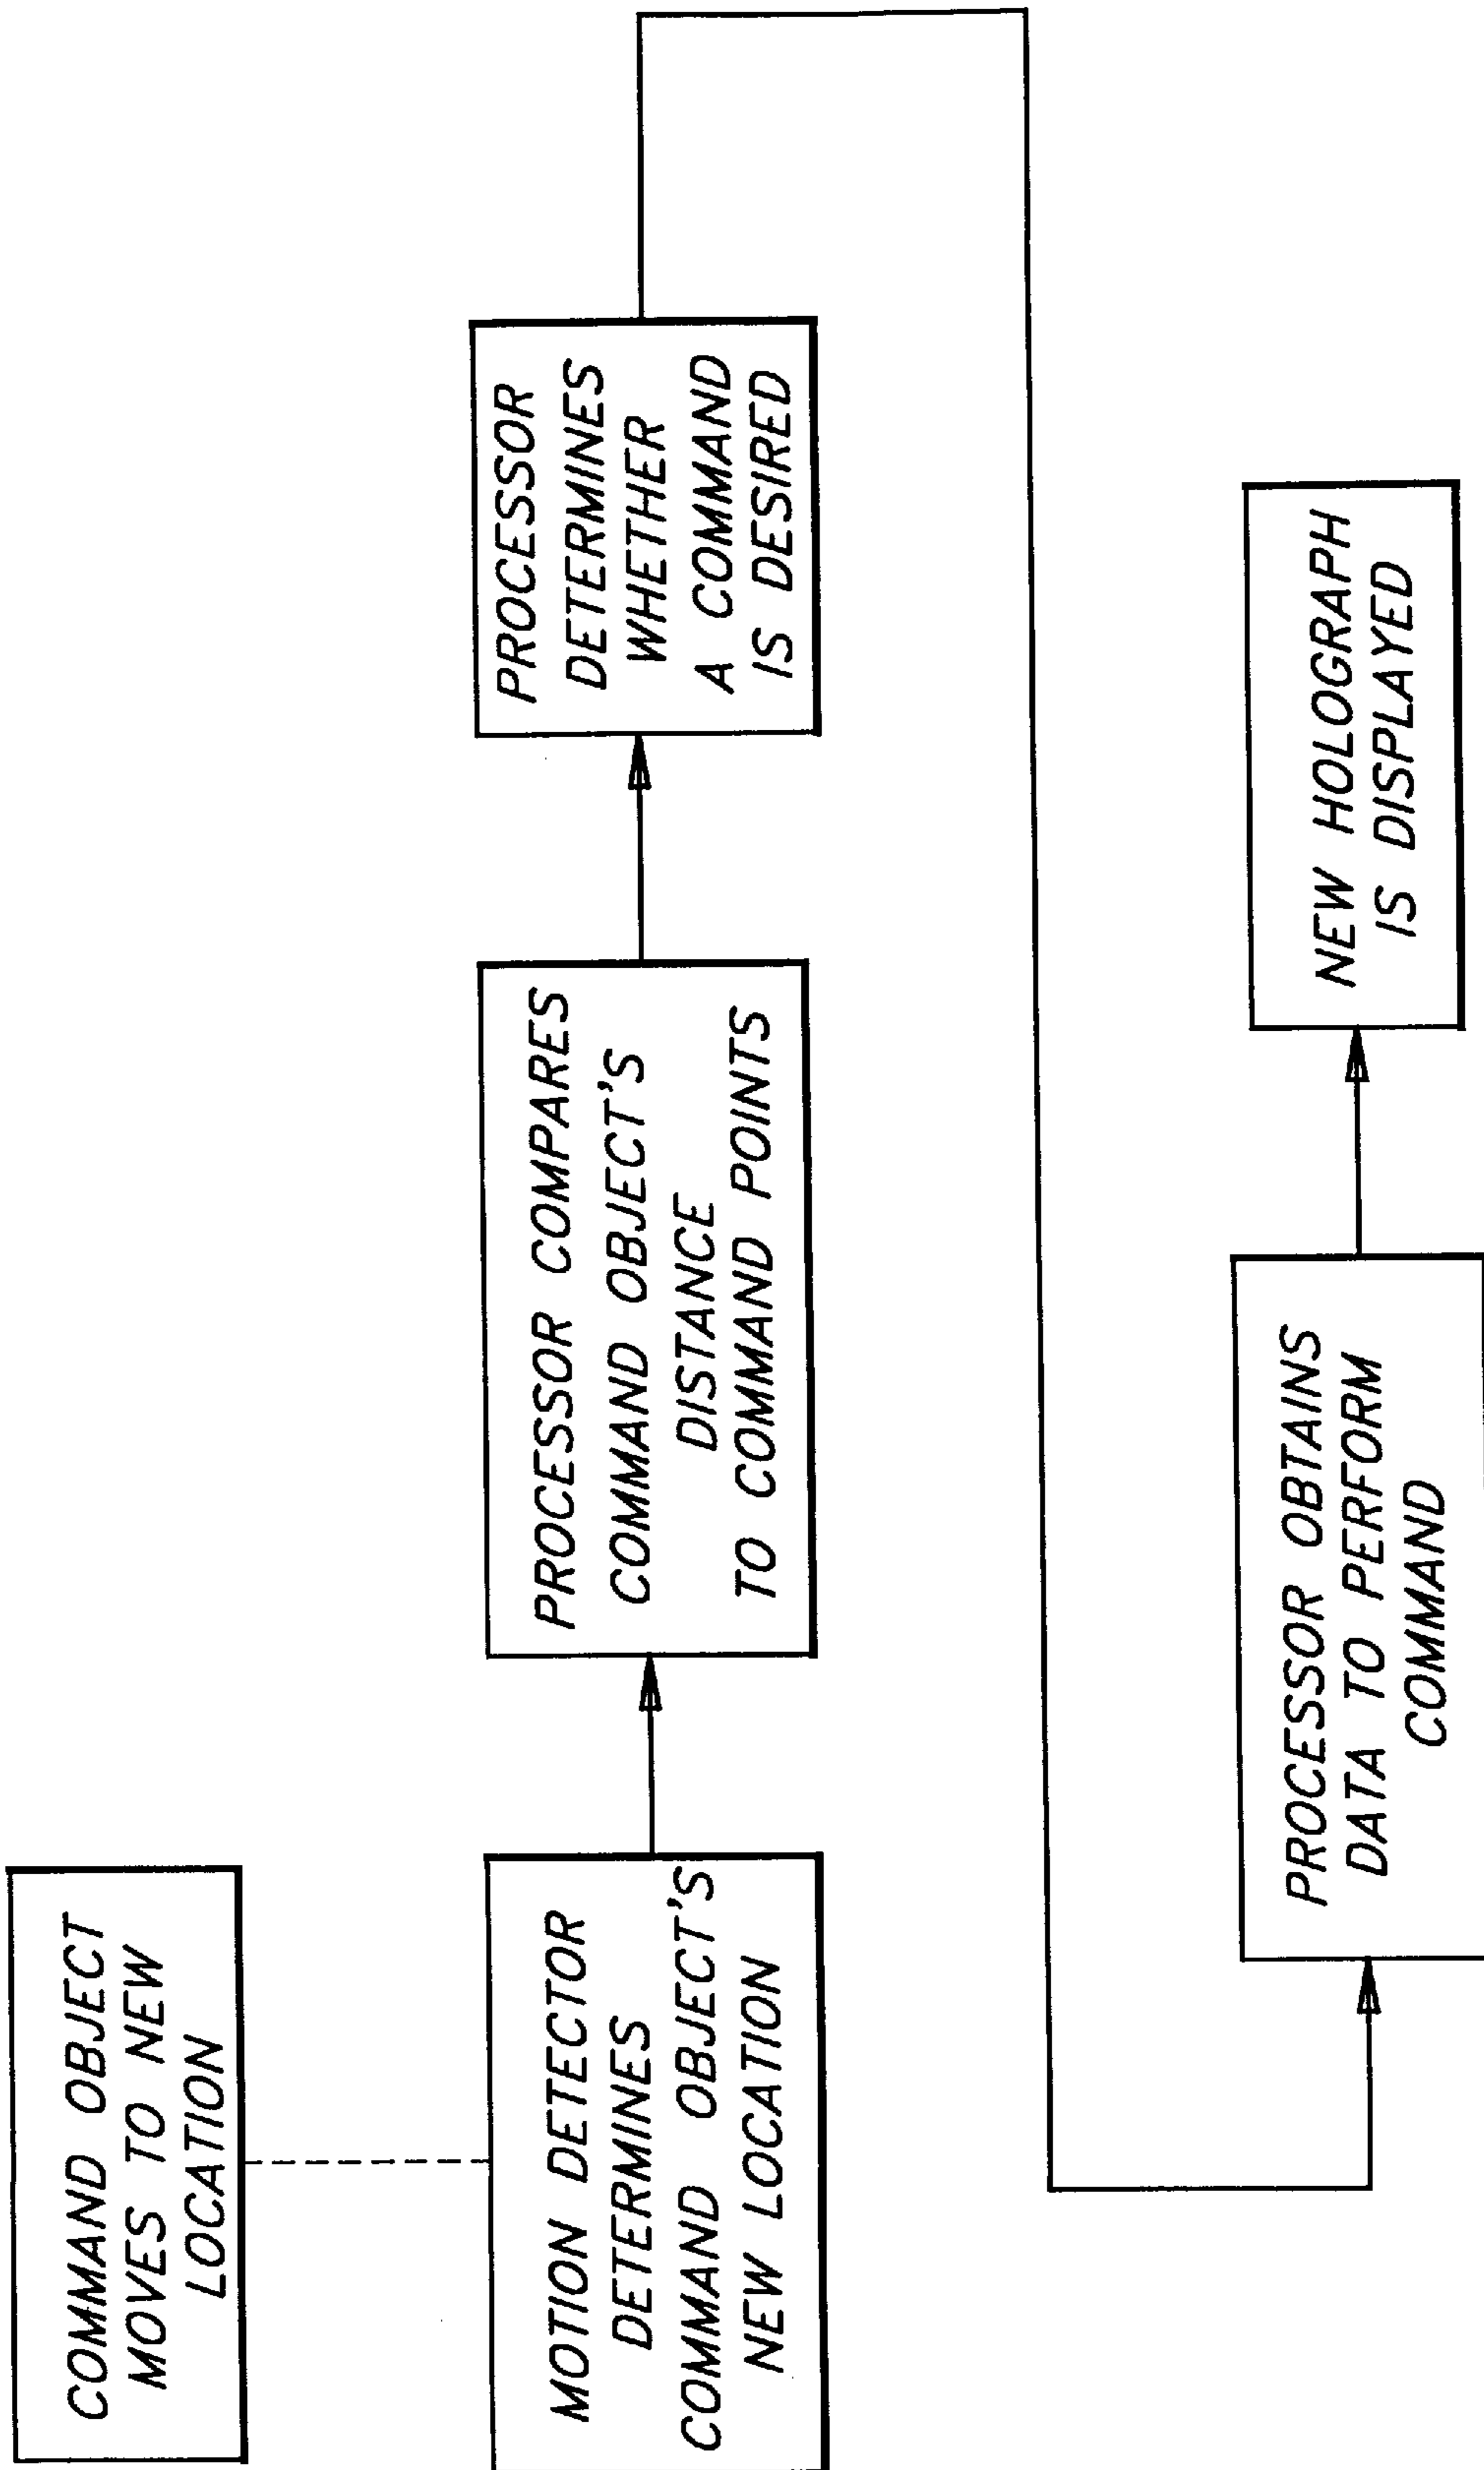 COMMAND OBJECT
MOVES TO NEW
LOCATION
MOTION DETECTOR
DETERMINES
COMMAND OBJECT'S
NEW LOCATION
PROCESSOR COMPARES
COMMAND OBJECT'S
DISTANCE
TO COMMAND POINTS
PROCESSOR
DETERMINES
WHETHER
A COMMAND
IS DESIRED
PROCESSOR OBTAINS
DATA TO PERFORM
COMMAND
NEW HOLOGRAPH
IS DISPLAYED